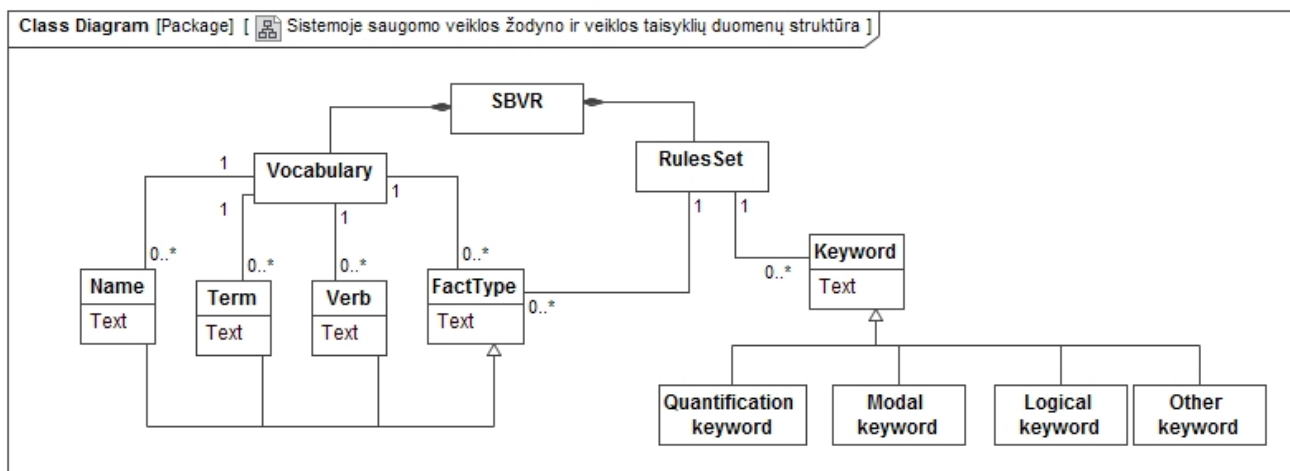 Class Diagram [Package] [ Sistemoje saugomo veiklos žodyno ir veiklos taisyklių duomenų struktūra ]
SBVR
Vocabulary
RulesSet
1
1
1
1
1
1
0..*
0..*
0..*
0..*
0..*
0..*
Name
Text
Term
Text
Verb
Text
FactType
Text
Keyword
Text
Quantification
keyword
Modal
keyword
Logical
keyword
Other
keyword